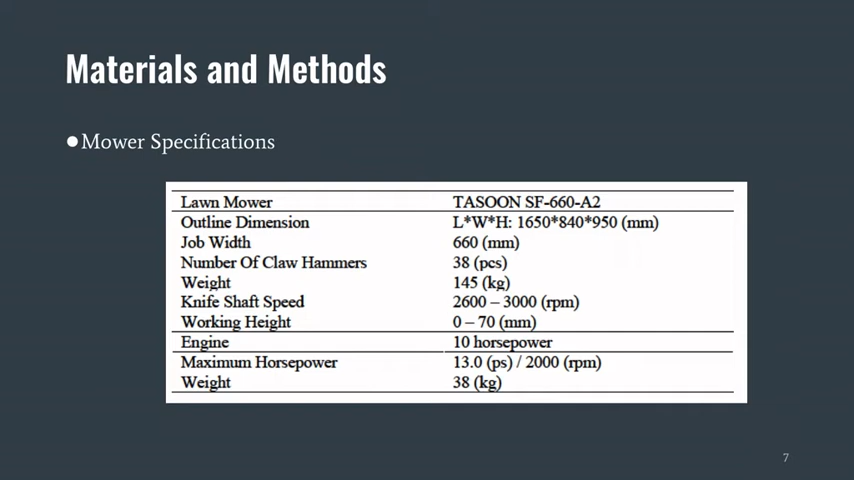 Materials and Methods
●Mower Specifications
Lawn Mower TASOON SF-660-A2
Outline Dimension L*W*H: 1650*840*950 (mm)
Job Width 660 (mm)
Number Of Claw Hammers 38 (pcs)
Weight 145 (kg)
Knife Shaft Speed 2600 – 3000 (rpm)
Working Height 0 – 70 (mm)
Engine 10 horsepower
Maximum Horsepower 13.0 (ps) / 2000 (rpm)
Weight 38 (kg)
7